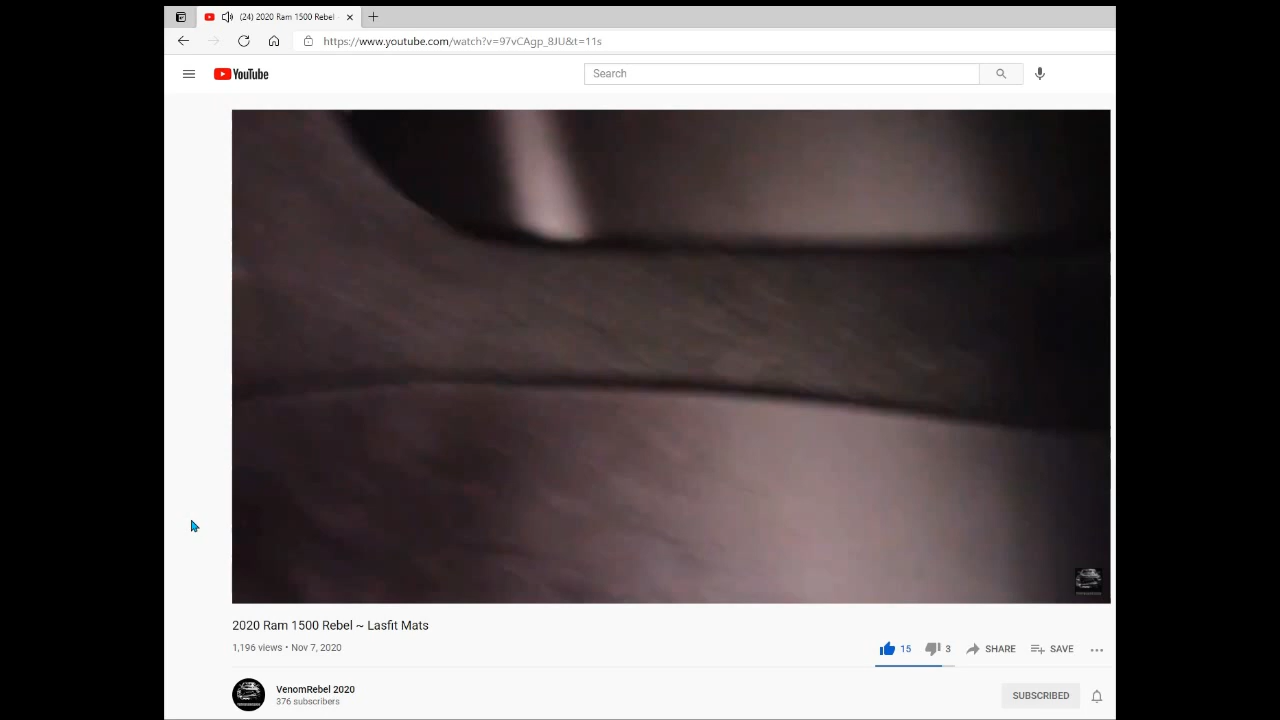 (24) 2020 Ram 1500 Rebel
https://www.youtube.com/watch?v=97vCAgp_8JU&t=11s
YouTube
Search
2020 Ram 1500 Rebel ~ Lasfit Mats
1,196 views • Nov 7, 2020
15
3
SHARE
SAVE
VenomRebel 2020
376 subscribers
SUBSCRIBED